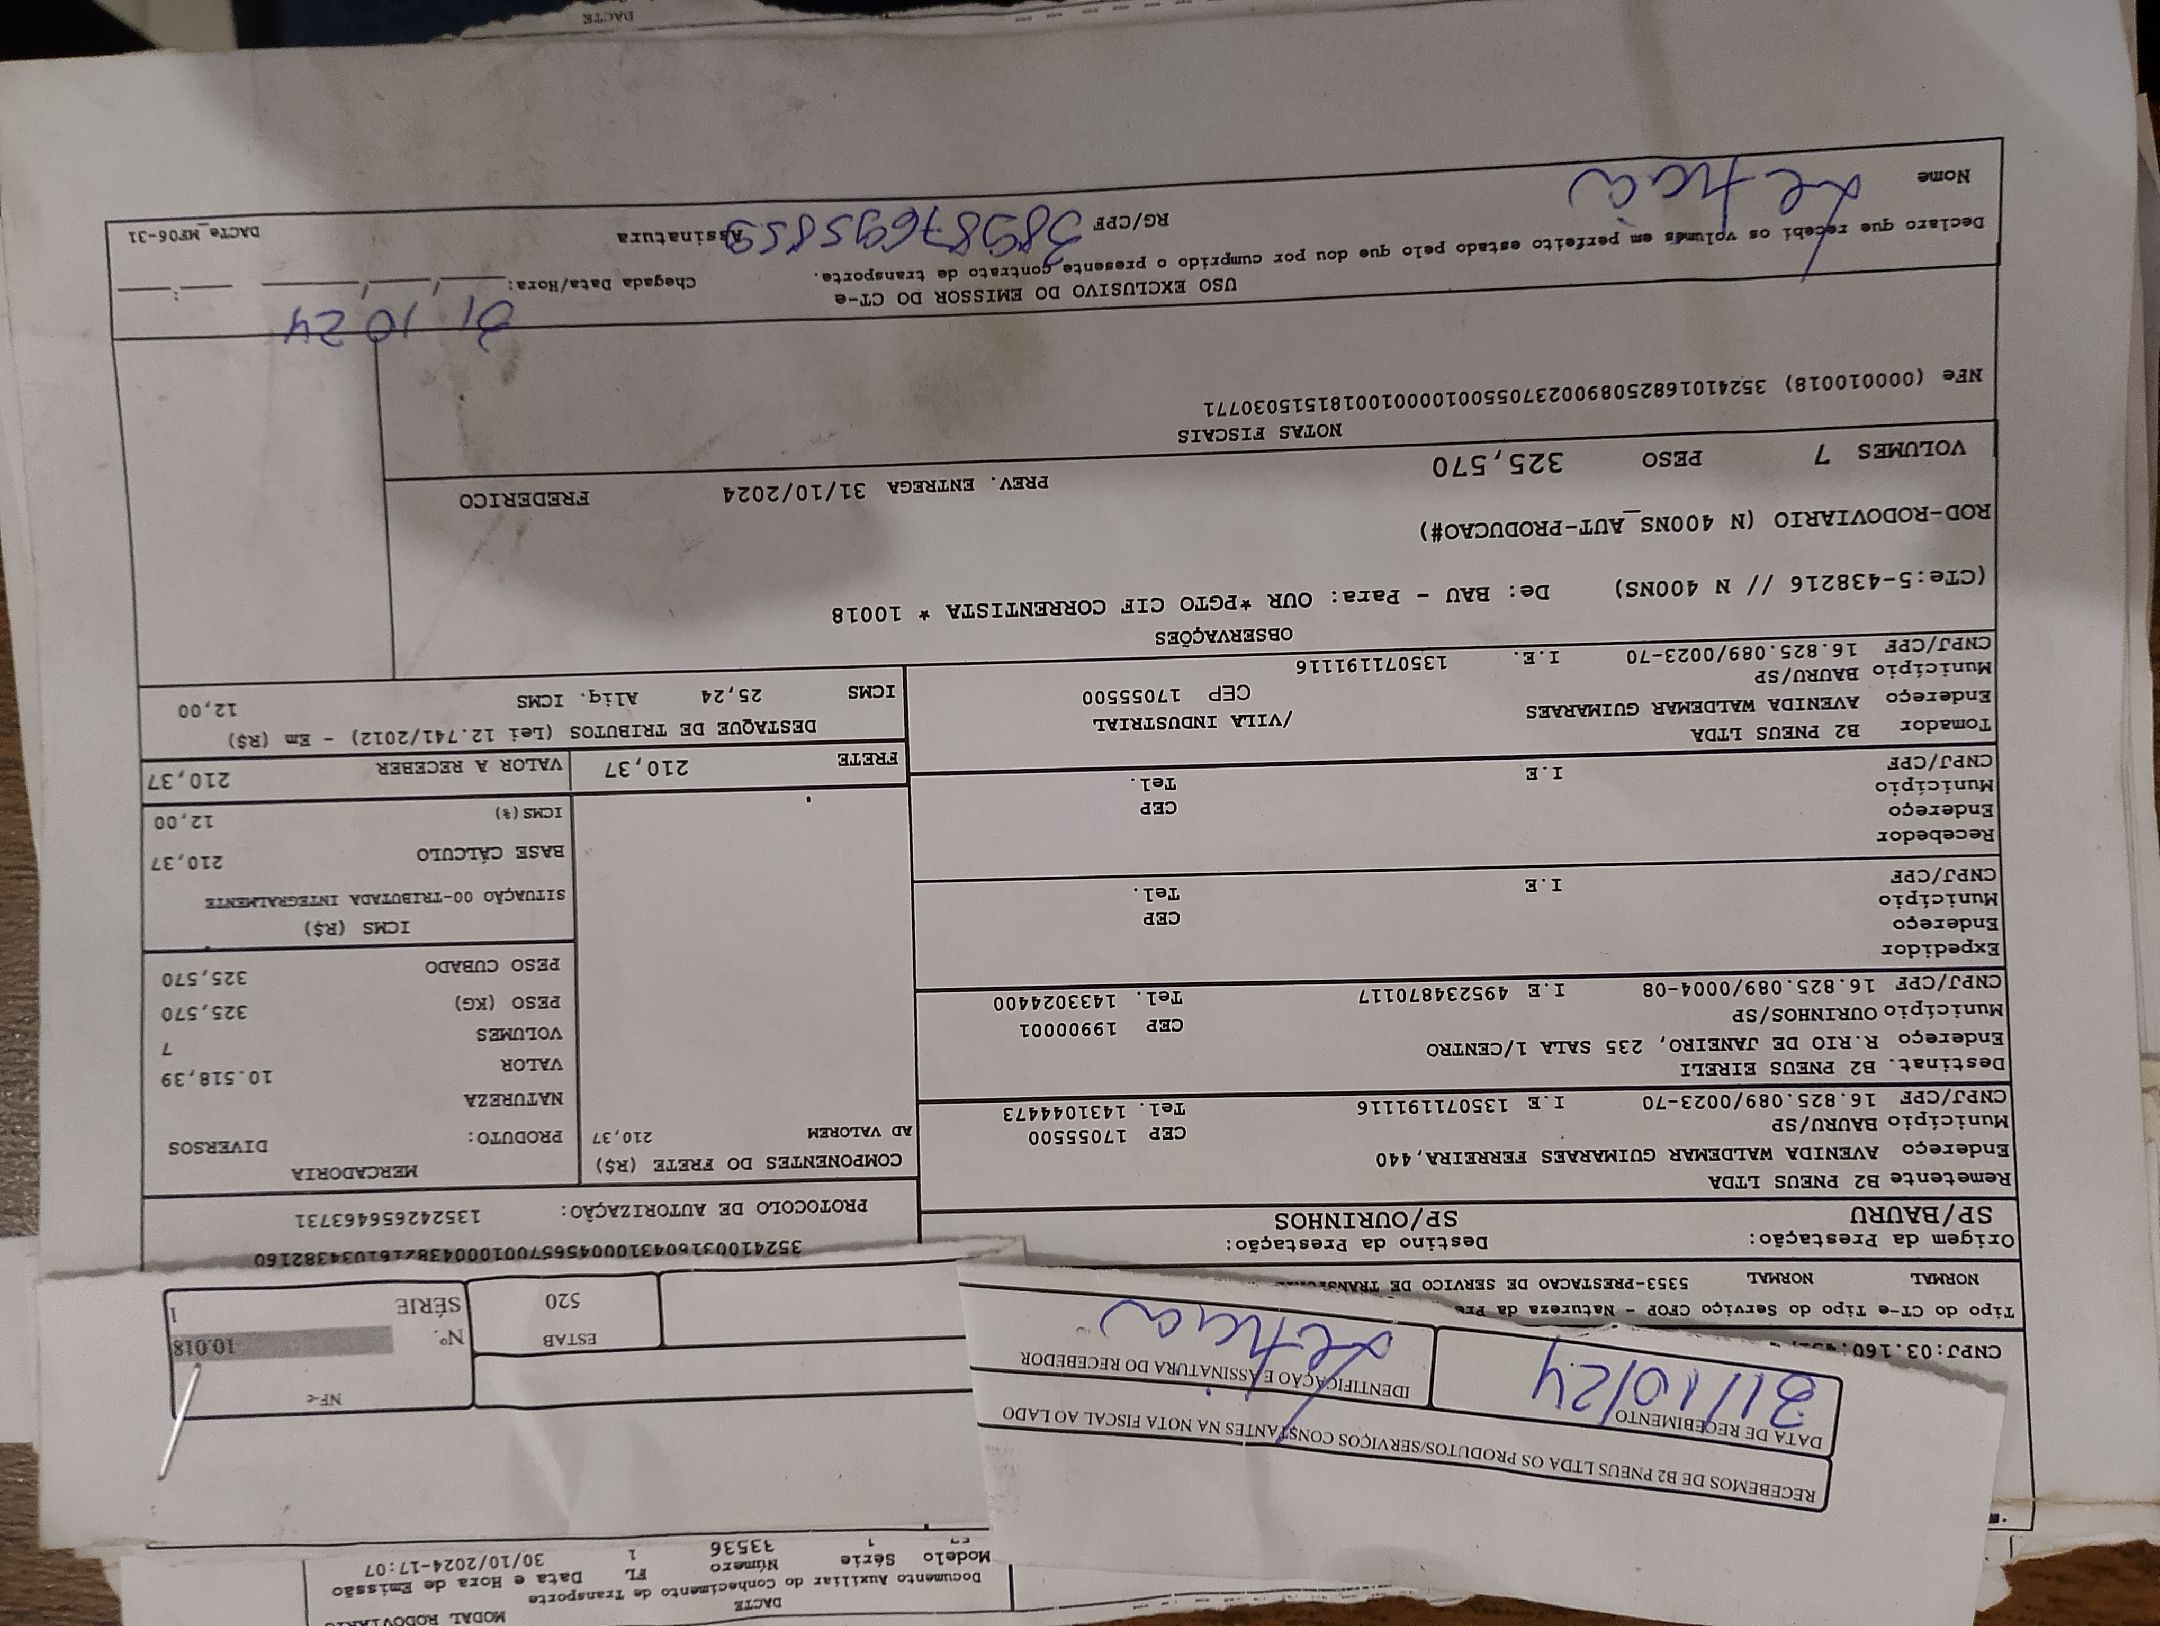 DACTE
MODAL RODOVIARIO
Documento Auxiliar do Conhecimento de Transporte
Modelo Série Número FL Data e Hora de Emissão
33536 1 30/10/2024-17:07
RECEBEMOS DE B2 PNEUS LTDA OS PRODUTOS/SERVIÇOS CONSTANTES NA NOTA FISCAL AO LADO
DATA DE RECEBIMENTO
31/10/24
IDENTIFICAÇÃO E ASSINATURA DO RECEBEDOR
Leticia
NF-e
Nº. 10.018
SÉRIE 1
ESTAB
520
CNPJ:03.160.
Tipo do CT-e Tipo do Serviço CFOP - Natureza da
NORMAL NORMAL 5353-PRESTACAO DE SERVICO DE
Origem da Prestação: Destino da Prestação:
SP/BAURU SP/OURINHOS
PROTOCOLO DE AUTORIZAÇÃO: 135242656463731
Remetente B2 PNEUS LTDA
Endereço AVENIDA WALDEMAR GUIMARAES FERREIRA,440
Município BAURU/SP CEP 17055500
CNPJ/CPF 16.825.089/0023-70 I.E 135071191116 Tel. 1431044473
Destinat. B2 PNEUS EIRELI
Endereço R.RIO DE JANEIRO, 235 SALA 1/CENTRO
Município OURINHOS/SP CEP 19900001
CNPJ/CPF 16.825.089/0004-08 I.E 495234870117 Tel. 1433024400
Expedidor
Endereço
Município CEP
CNPJ/CPF I.E Tel.
Recebedor
Endereço
Município CEP
CNPJ/CPF I.E Tel.
Tomador B2 PNEUS LTDA
Endereço AVENIDA WALDEMAR GUIMARAES /VILA INDUSTRIAL
Município BAURU/SP CEP 17055500
CNPJ/CPF 16.825.089/0023-70 I.E. 135071191116
COMPONENTES DO FRETE (R$)
AD VALOREM 210,37
MERCADORIA
PRODUTO: DIVERSOS
NATUREZA
VALOR 10.518,39
VOLUMES 7
PESO (KG) 325,570
PESO CUBADO 325,570
ICMS (R$)
SITUAÇÃO 00-TRIBUTADA INTEGRALMENTE
BASE CÁLCULO 210,37
ICMS(%) 12,00
FRETE 210,37 VALOR A RECEBER 210,37
DESTAQUE DE TRIBUTOS (Lei 12.741/2012) - Em (R$)
ICMS 25,24 Aliq. ICMS 12,00
OBSERVAÇÕES
(CTe:5-438216 // N 400NS) De: BAU - Para: OUR *PGTO CIF CORRENTISTA * 10018
ROD-RODOVIARIO (N 400NS_AUT-PRODUCAO#)
PREV. ENTREGA 31/10/2024 FREDERICO
VOLUMES 7 PESO 325,570
NOTAS FISCAIS
NFe (000010018) 35241016825089002370550010000100181515030771
USO EXCLUSIVO DO EMISSOR DO CT-e
31 10 24
Chegada Data/Hora: ____/____/____ ____:____
Declaro que recebi os volumes em perfeito estado pelo que dou por cumprido o presente contrato de transporte.
Nome Leticia RG/CPF 38987695859 Assinatura
DACTe_MF06-31
DACTE